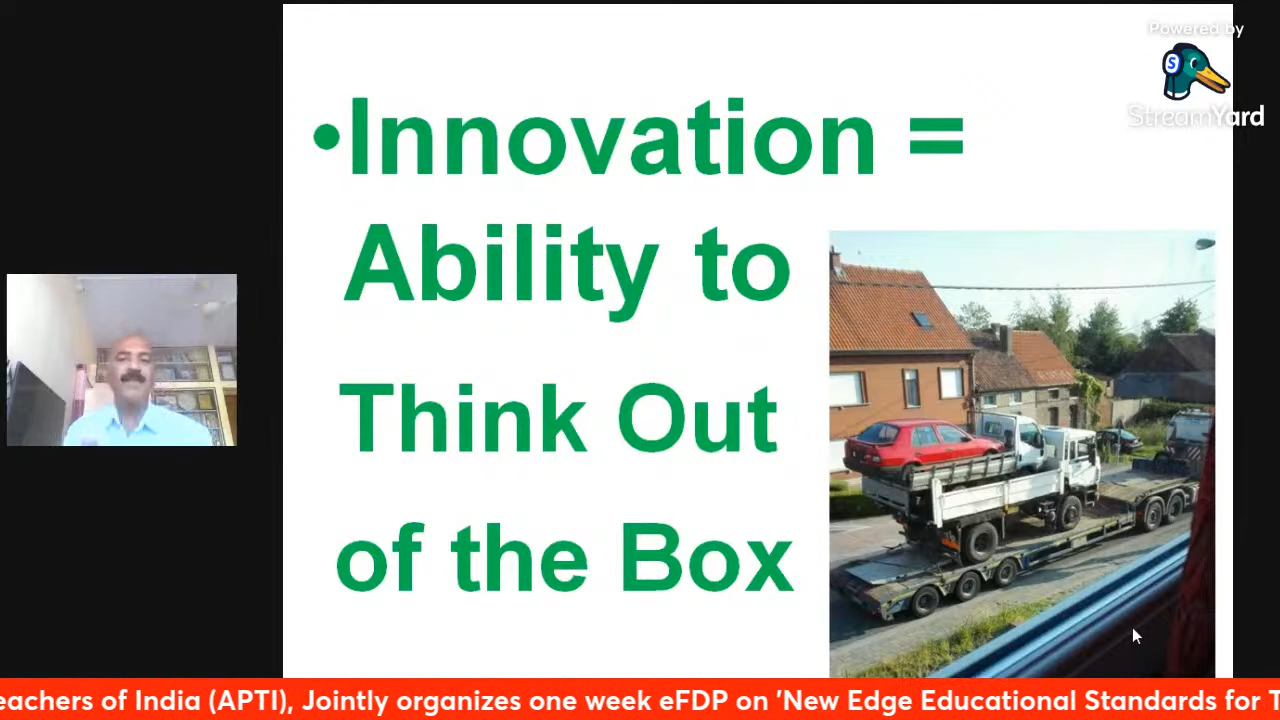 Powered by
StreamYard
•Innovation =
Ability to
Think Out
of the Box
eachers of India (APTI), Jointly organizes one week eFDP on 'New Edge Educational Standards for T